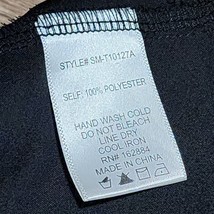 STYLE# SM-T10127A
SELF: 100% POLYESTER
HAND WASH COLD
DO NOT BLEACH
LINE DRY
COOL IRON
RN# 162884
MADE IN CHINA